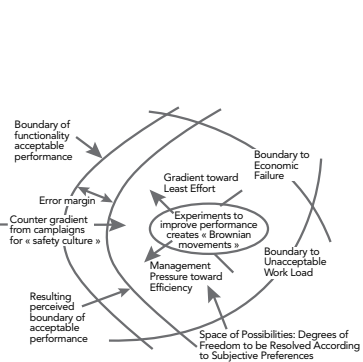 Boundary of
functionality
acceptable
performance
Boundary to
Economic
Failure
Gradient toward
Least Effort
Error margin
Counter gradient
from camplaigns
for « safety culture »
Experiments to
improve performance
creates « Brownian
movements »
Management
Pressure toward
Efficiency
Boundary to
Unacceptable
Work Load
Resulting
perceived
boundary of
acceptable
performance
Space of Possibilities: Degrees of
Freedom to be Resolved According
to Subjective Preferences